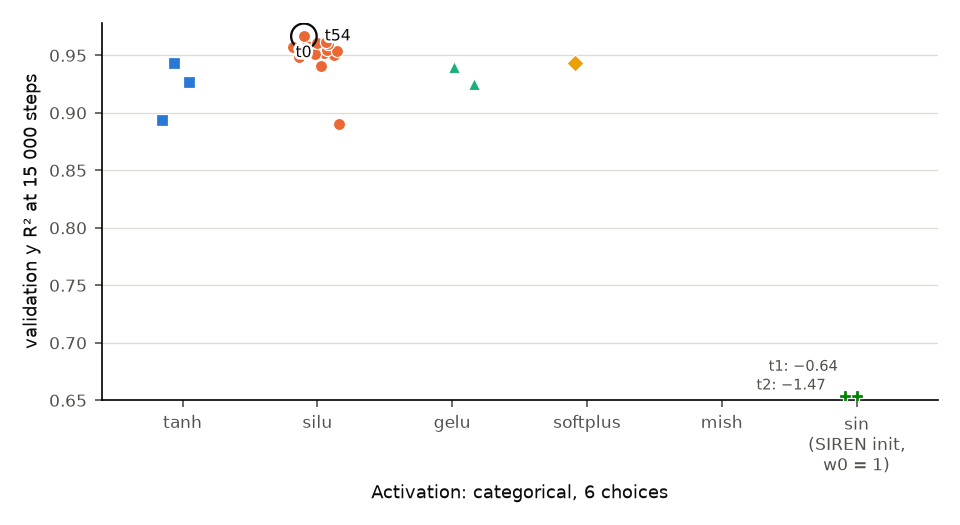 validation y R² at 15 000 steps
0.95
0.90
0.85
0.80
0.75
0.70
0.65
t54
t0
t1: −0.64
t2: −1.47
tanh
silu
gelu
softplus
mish
sin
(SIREN init,
w0 = 1)
Activation: categorical, 6 choices